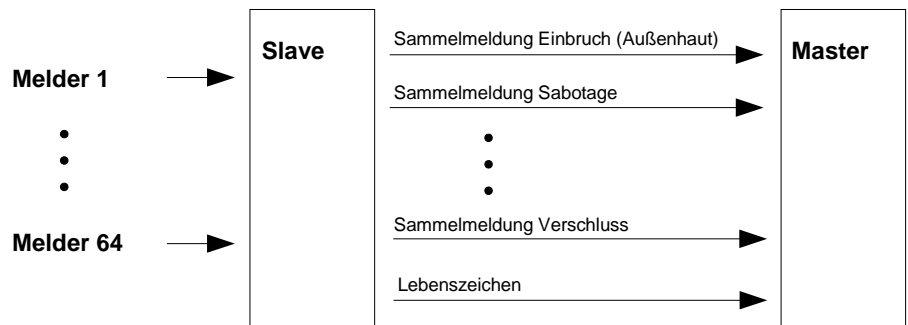 Sammelmeldung Einbruch (Außenhaut)
Slave
Master
Melder 1
Sammelmeldung Sabotage
Sammelmeldung Verschluss
Melder 64
Lebenszeichen